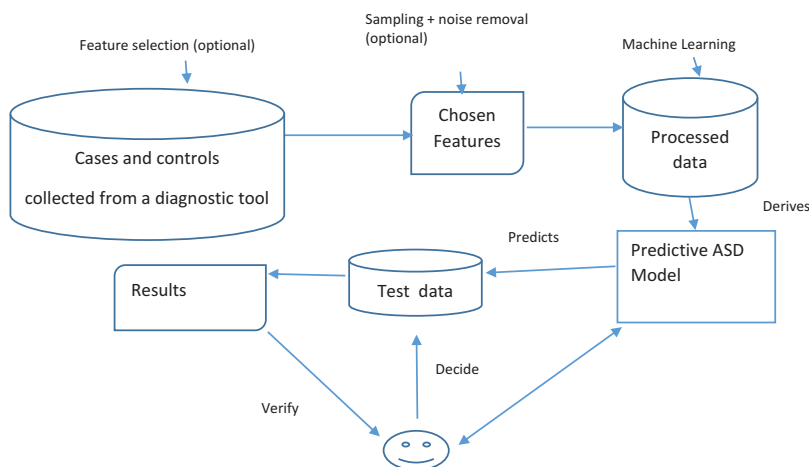 Feature selection (optional)
Sampling + noise removal
(optional)
Machine Learning
Cases and controls
collected from a diagnostic tool
Chosen
Features
Processed
data
Derives
Predicts
Predictive ASD
Model
Results
Test data
Decide
Verify